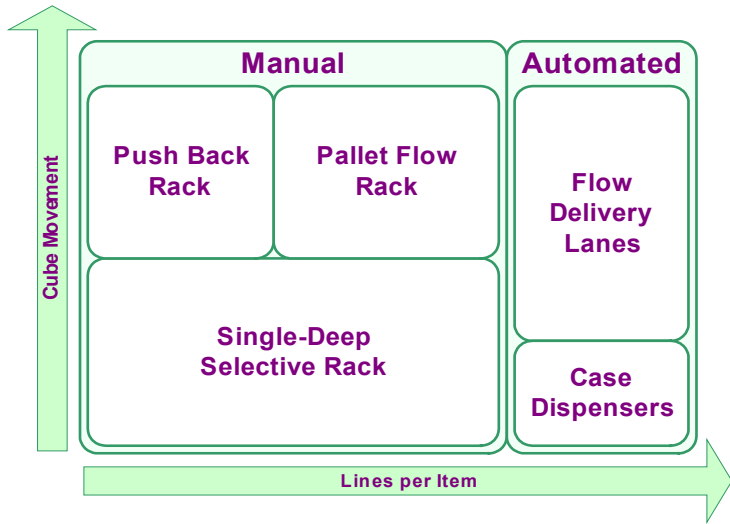 Manual
Automated
Push Back
Rack
Pallet Flow
Rack
Flow
Delivery
Lanes
Single-Deep
Selective Rack
Case
Dispensers
Cube Movement
Lines per Item